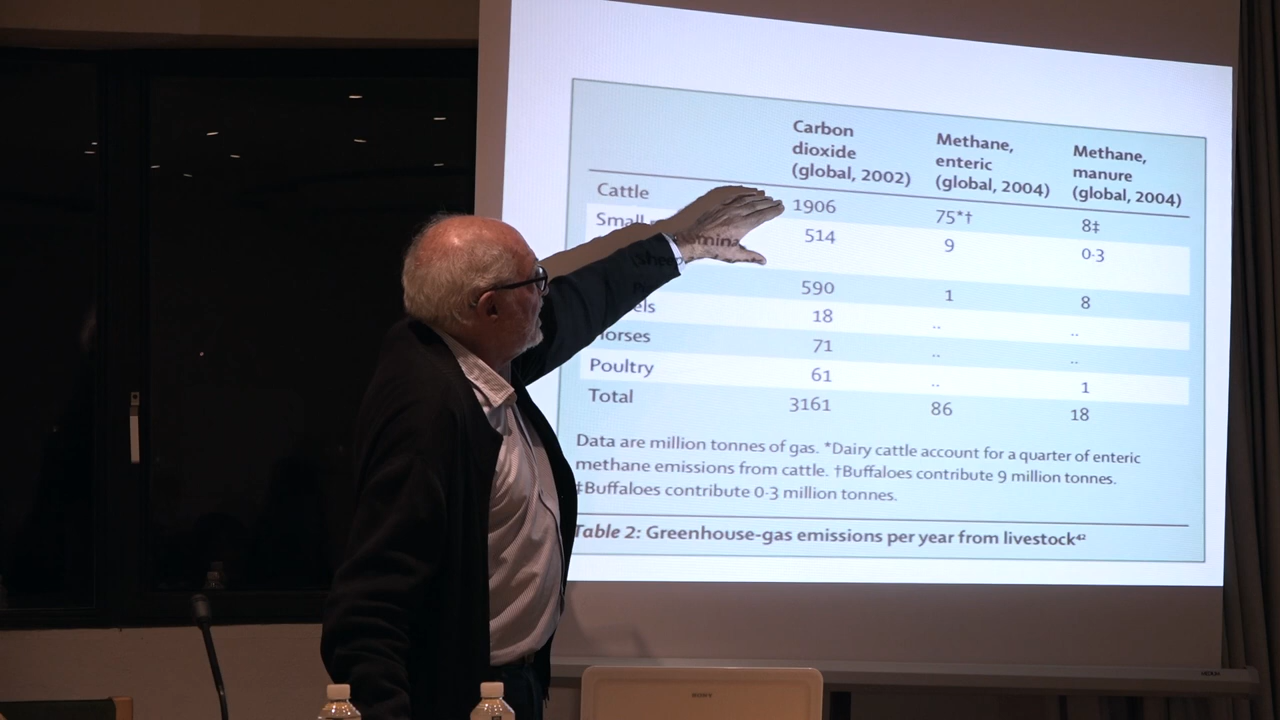 Carbon dioxide (global, 2002) Methane, enteric (global, 2004) Methane, manure (global, 2004)
Cattle 1906 75*† 8‡
Small 514 9 0·3
590 1 8
els 18 .. ..
Horses 71 .. ..
Poultry 61 .. 1
Total 3161 86 18
Data are million tonnes of gas. *Dairy cattle account for a quarter of enteric
methane emissions from cattle. †Buffaloes contribute 9 million tonnes.
‡Buffaloes contribute 0·3 million tonnes.
Table 2: Greenhouse-gas emissions per year from livestock⁴²
SONY